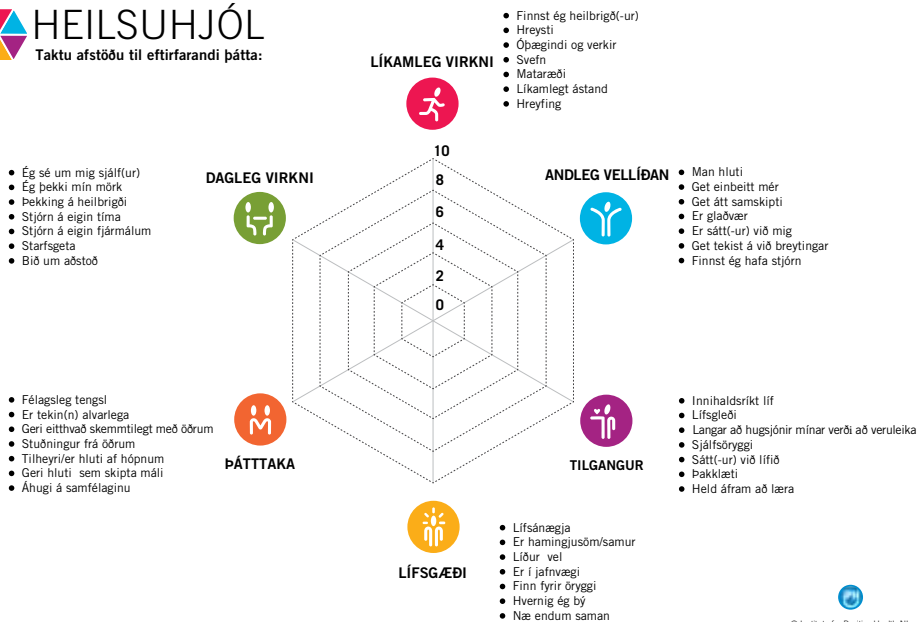 HEILSUHJÓL
Taktu afstöðu til eftirfarandi þátta:
LÍKAMLEG VIRKNI
• Finnst ég heilbrigð(-ur)
• Hreysti
• Óþægindi og verkir
• Svefn
• Mataræði
• Líkamlegt ástand
• Hreyfing
ANDLEG VELLÍÐAN
• Man hluti
• Get einbeitt mér
• Get átt samskipti
• Er glaðvær
• Er sátt(-ur) við mig
• Get tekist á við breytingar
• Finnst ég hafa stjórn
DAGLEG VIRKNI
• Ég sé um mig sjálf(ur)
• Ég þekki mín mörk
• Þekking á heilbrigði
• Stjórn á eigin tíma
• Stjórn á eigin fjármálum
• Starfsgeta
• Bið um aðstoð
10
8
6
4
2
0
• Félagsleg tengsl
• Er tekin(n) alvarlega
• Geri eitthvað skemmtilegt með öðrum
• Stuðningur frá öðrum
• Tilheyri/er hluti af hópnum
• Geri hluti sem skipta máli
• Áhugi á samfélaginu
ÞÁTTTAKA
• Innihaldsríkt líf
• Lífsgleði
• Langar að hugsjónir mínar verði að veruleika
• Sjálfsöryggi
• Sátt(-ur) við lífið
• Þakklæti
• Held áfram að læra
TILGANGUR
LÍFSGÆÐI
• Lífsánægja
• Er hamingjusöm/samur
• Líður vel
• Er í jafnvægi
• Finn fyrir öryggi
• Hvernig ég bý
• Næ endum saman